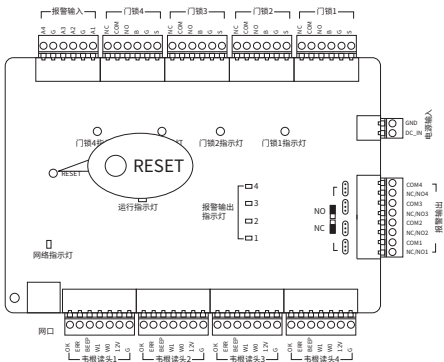 报警输入 门锁4 门锁3 门锁2 门锁1
A4 G A3 A2 G A1 NC COM NO B G S NC COM NO B G S NC COM NO B G S NC COM NO B G S
GND
DC_IN
电源输入
门锁4指 灯 门锁2指示灯 门锁1指示灯
RESET
RESET
运行指示灯
报警输出
指示灯
4
3
2
1
NO
NC
COM4
NC/NO4
COM3
NC/NO3
COM2
NC/NO2
COM1
NC/NO1
报警输出
网络指示灯
网口
OK ERR BEEP W1 W0 12V G OK ERR BEEP W1 W0 12V G OK ERR BEEP W1 W0 12V G OK ERR BEEP W1 W0 12V G
韦根读头1 韦根读头2 韦根读头3 韦根读头4